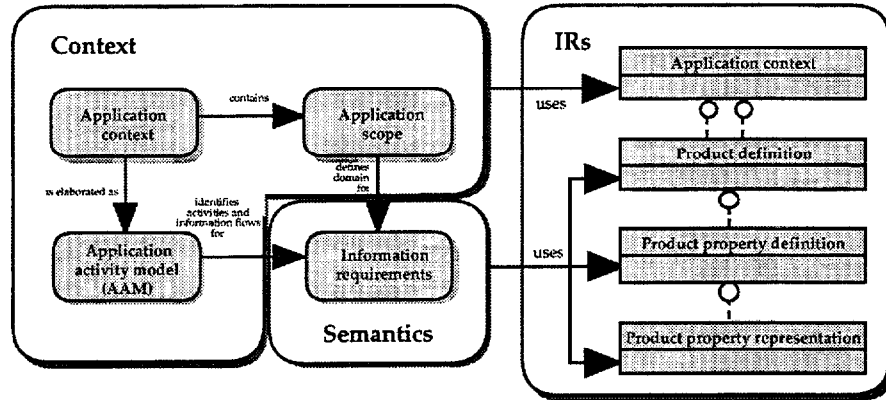 Context
Application
context
contains
Application
scope
is elaborated as
identifies
activities and
information flows
for
defines
domain
for
Application
activity model
(AAM)
Information
requirements
Semantics
uses
uses
IRs
Application context
Product definition
Product property definition
Product property representation